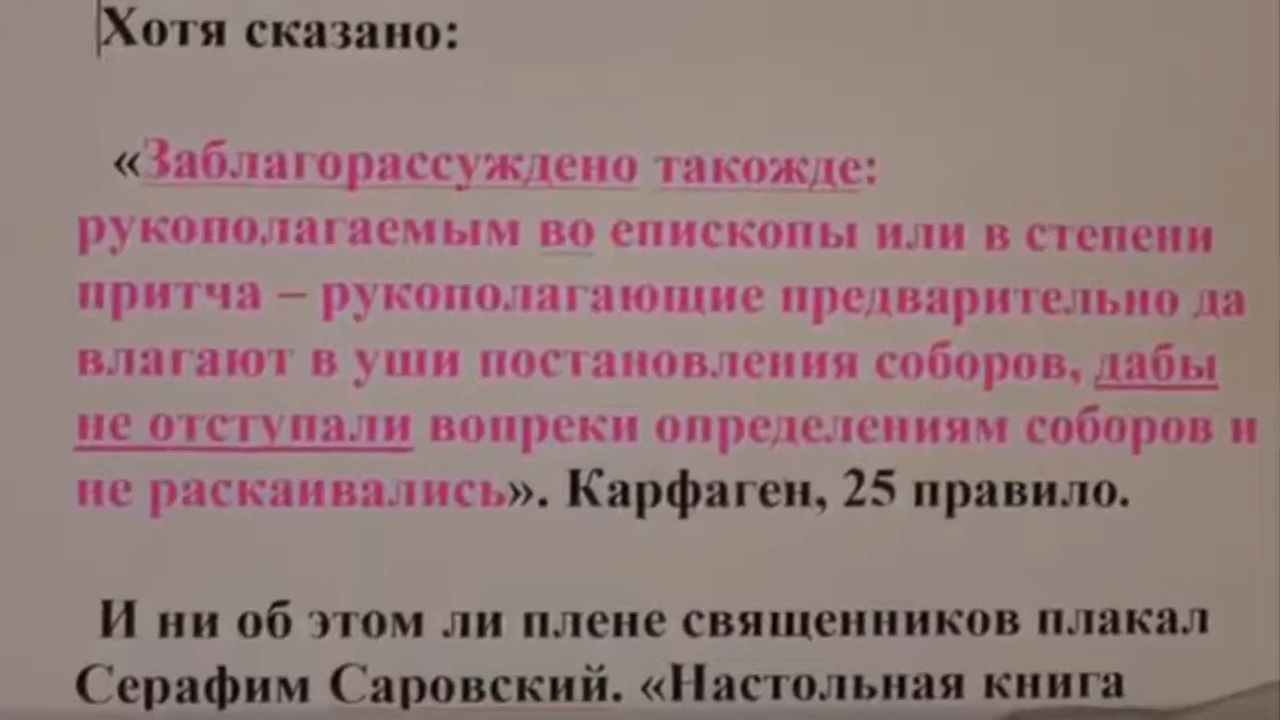 Хотя сказано:
«Заблагорассуждено такожде:
рукополагаемым во епископы или в степени
притча – рукополагающие предварительно да
влагают в уши постановления соборов, дабы
не отступали вопреки определениям соборов и
не раскаивались». Карфаген, 25 правило.
И ни об этом ли плене священников плакал
Серафим Саровский. «Настольная книга